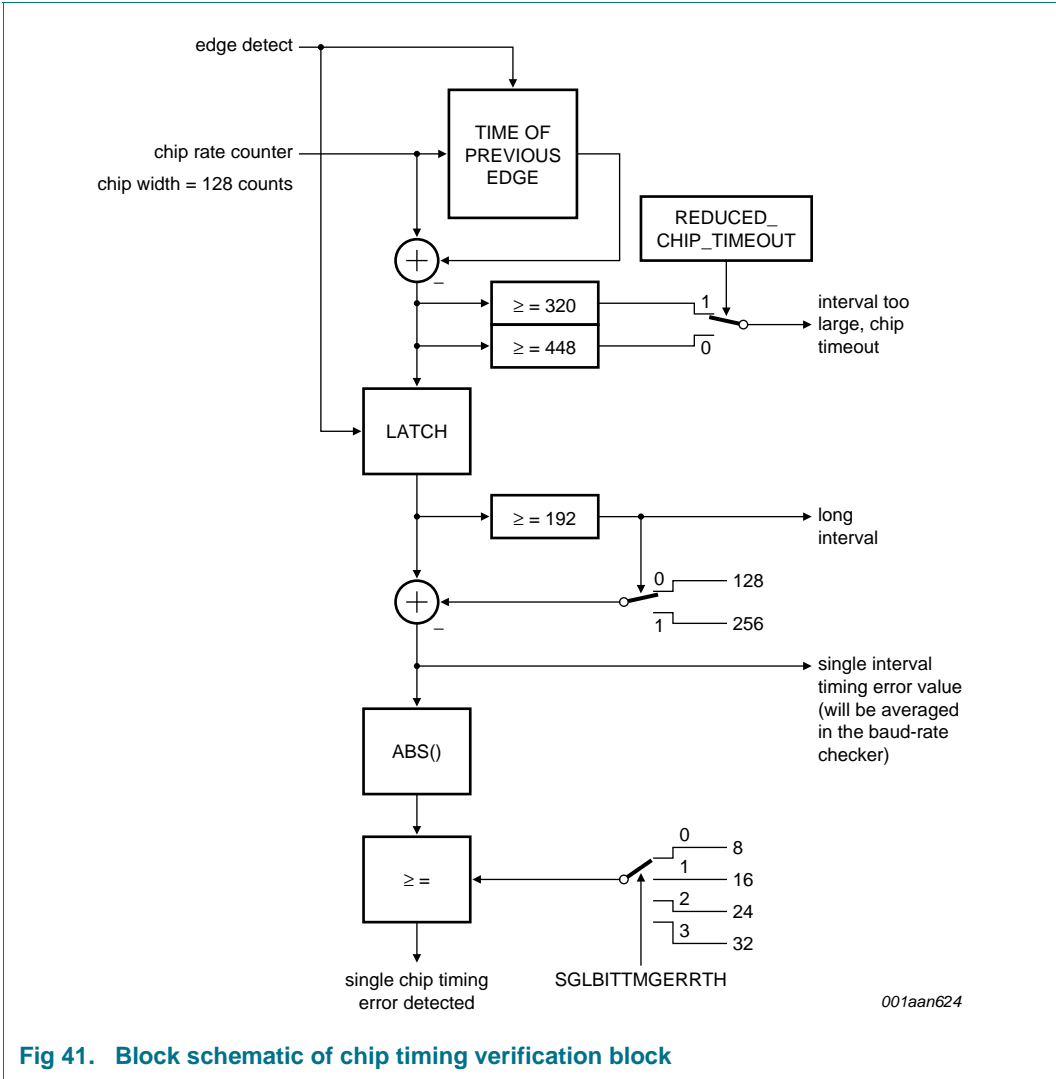 edge detect
TIME OF
PREVIOUS
EDGE
chip rate counter
chip width = 128 counts
REDUCED_
CHIP_TIMEOUT
+
−
≥ = 320
1
interval too
large, chip
timeout
≥ = 448
0
LATCH
≥ = 192
long
interval
0
128
+
−
1
256
single interval
timing error value
(will be averaged
in the baud-rate
checker)
ABS()
≥ =
0
8
1
16
2
24
3
32
single chip timing
error detected
SGLBITTMGERRTH
001aan624
Fig 41. Block schematic of chip timing verification block